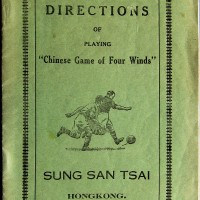 DIRECTIONS
OF
PLAYING
"Chinese Game of Four Winds"
SUNG SAN TSAI
HONGKONG.